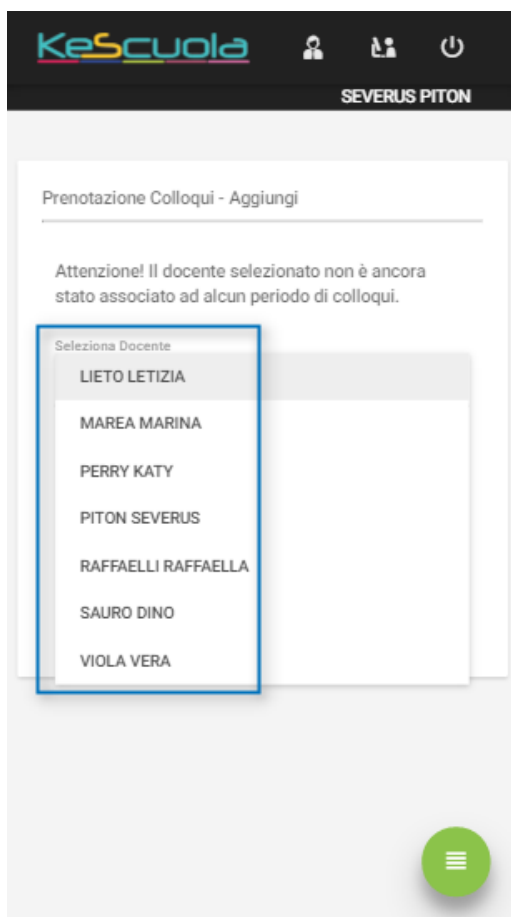 KeScuola
SEVERUS PITON
Prenotazione Colloqui - Aggiungi
Attenzione! Il docente selezionato non è ancora
stato associato ad alcun periodo di colloqui.
Seleziona Docente
LIETO LETIZIA
MAREA MARINA
PERRY KATY
PITON SEVERUS
RAFFAELLI RAFFAELLA
SAURO DINO
VIOLA VERA